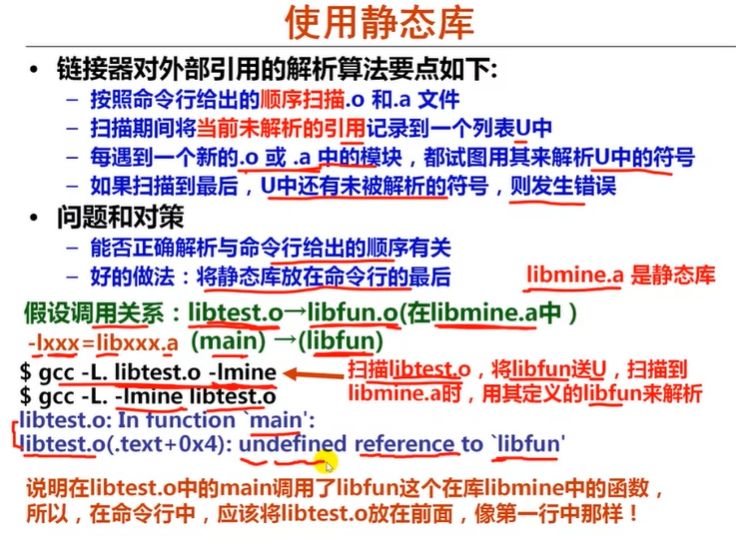 使用静态库
• 链接器对外部引用的解析算法要点如下:
– 按照命令行给出的顺序扫描.o 和.a 文件
– 扫描期间将当前未解析的引用记录到一个列表U中
– 每遇到一个新的.o 或 .a 中的模块，都试图用其来解析U中的符号
– 如果扫描到最后，U中还有未被解析的符号，则发生错误
• 问题和对策
– 能否正确解析与命令行给出的顺序有关
– 好的做法：将静态库放在命令行的最后
libmine.a 是静态库
假设调用关系：libtest.o→libfun.o(在libmine.a中）
-lxxx=libxxx.a (main) →(libfun)
$ gcc -L. libtest.o -lmine
扫描libtest.o，将libfun送U，扫描到
libmine.a时，用其定义的libfun来解析
$ gcc -L. -lmine libtest.o
libtest.o: In function `main':
libtest.o(.text+0x4): undefined reference to `libfun'
说明在libtest.o中的main调用了libfun这个在库libmine中的函数，
所以，在命令行中，应该将libtest.o放在前面，像第一行中那样！